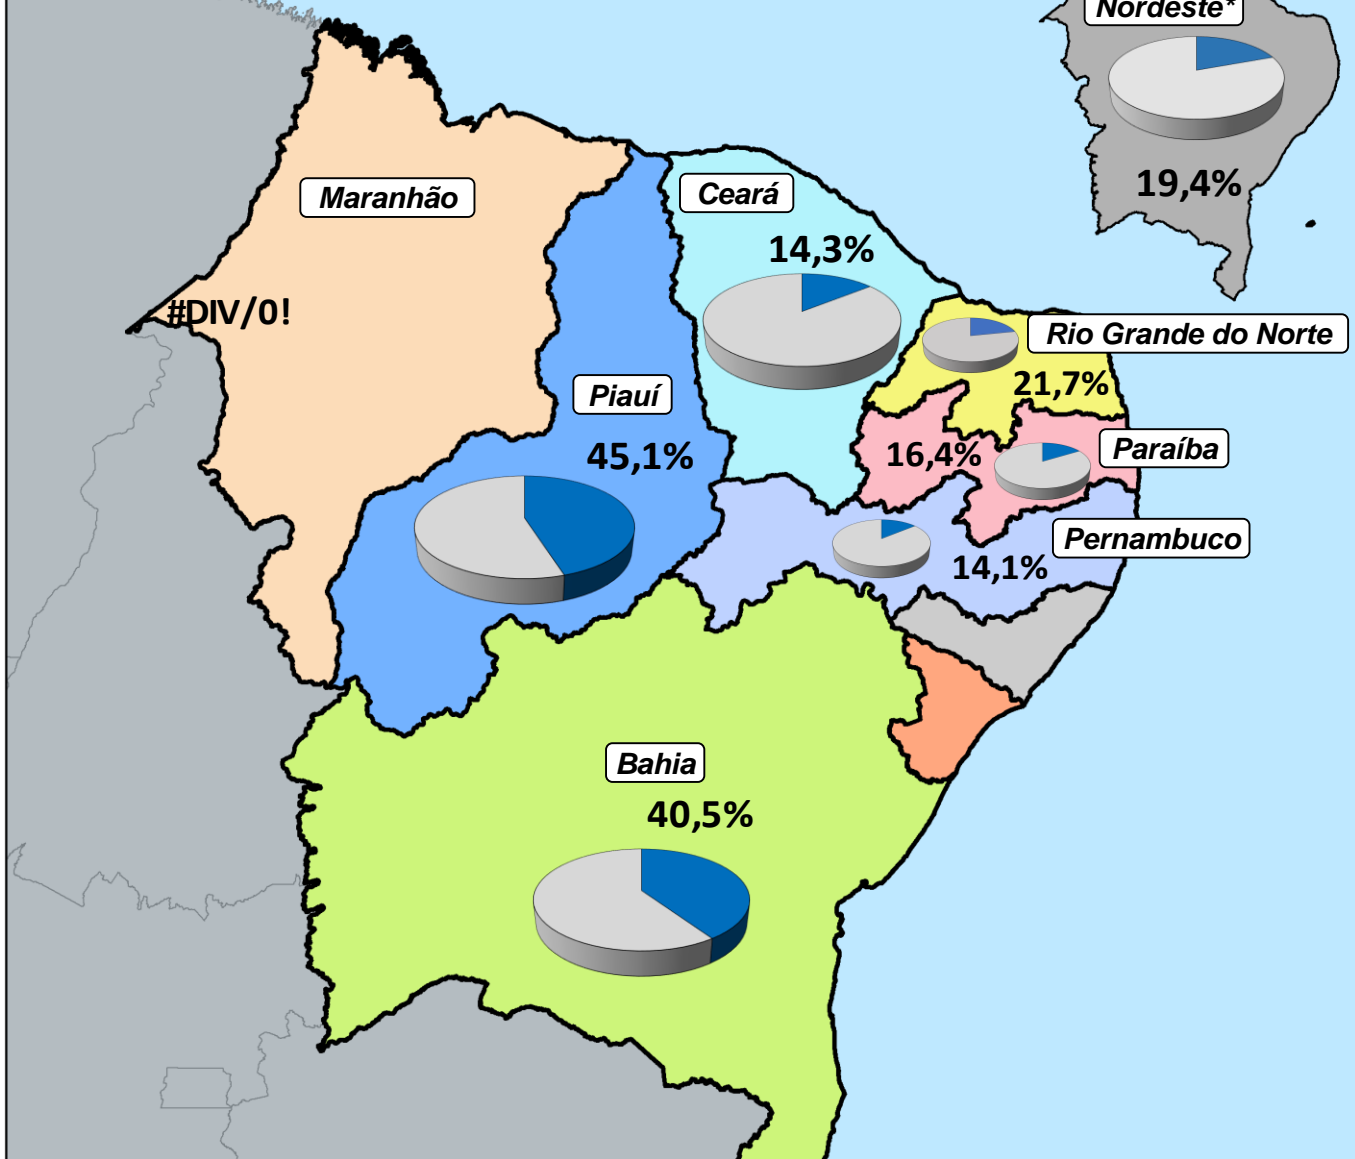 Nordeste*
19,4%
Maranhão
#DIV/0!
Ceará
14,3%
Rio Grande do Norte
21,7%
Piauí
45,1%
Paraíba
16,4%
Pernambuco
14,1%
Bahia
40,5%